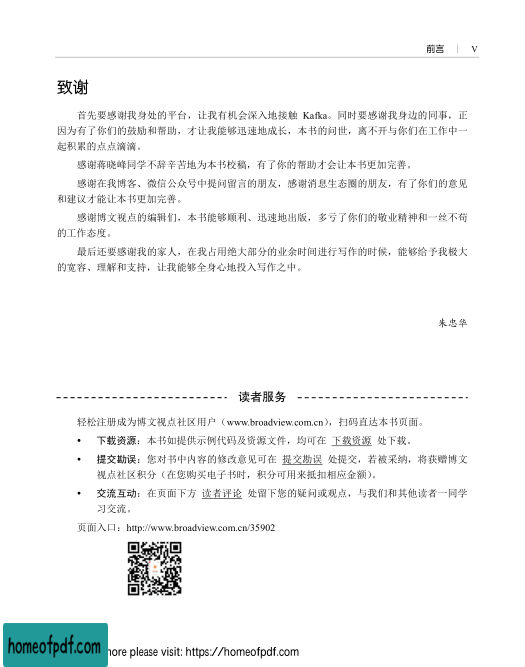 前言 | V
致谢
首先要感谢我身处的平台，让我有机会深入地接触 Kafka。同时要感谢我身边的同事，正
因为有了你们的鼓励和帮助，才让我能够迅速地成长，本书的问世，离不开与你们在工作中一
起积累的点点滴滴。
感谢蒋晓峰同学不辞辛苦地为本书校稿，有了你的帮助才会让本书更加完善。
感谢在我博客、微信公众号中提问留言的朋友，感谢消息生态圈的朋友，有了你们的意见
和建议才能让本书更加完善。
感谢博文视点的编辑们，本书能够顺利、迅速地出版，多亏了你们的敬业精神和一丝不苟
的工作态度。
最后还要感谢我的家人，在我占用绝大部分的业余时间进行写作的时候，能够给予我极大
的宽容、理解和支持，让我能够全身心地投入写作之中。
朱忠华
读者服务
轻松注册成为博文视点社区用户（www.broadview.com.cn），扫码直达本书页面。
• 下载资源：本书如提供示例代码及资源文件，均可在 下载资源 处下载。
• 提交勘误：您对书中内容的修改意见可在 提交勘误 处提交，若被采纳，将获赠博文
视点社区积分（在您购买电子书时，积分可用来抵扣相应金额）。
• 交流互动：在页面下方 读者评论 处留下您的疑问或观点，与我们和其他读者一同学
习交流。
页面入口：http://www.broadview.com.cn/35902
homeofpdf.com
more please visit: https://homeofpdf.com